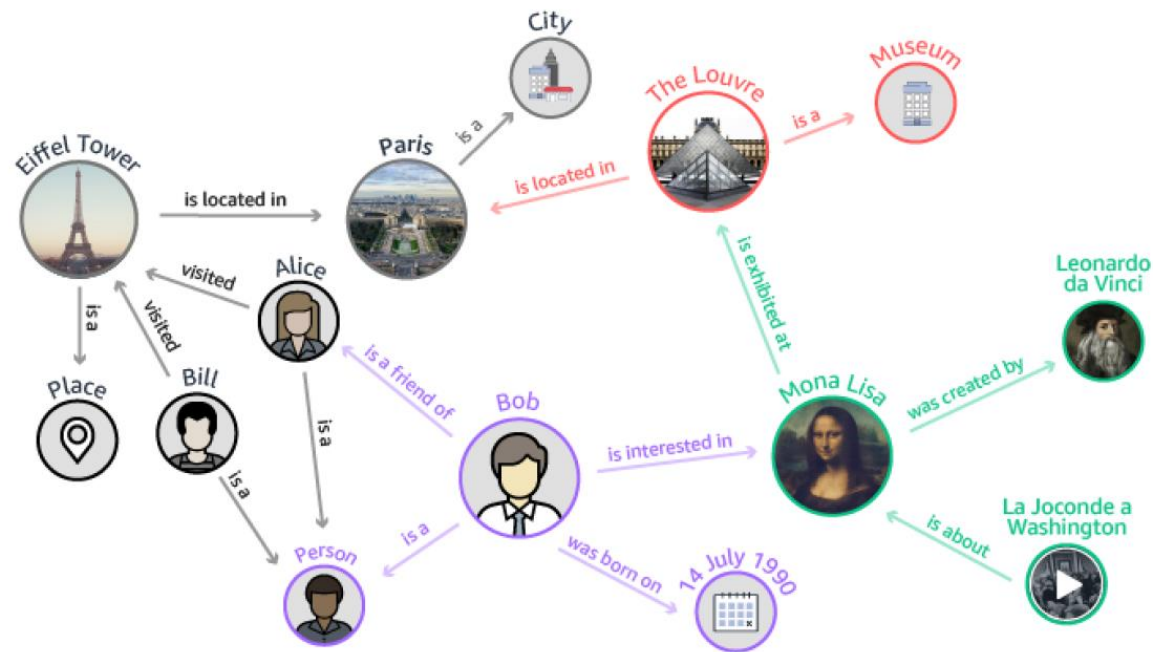 City
The Louvre
Museum
is a
is a
Eiffel Tower
Paris
is located in
is located in
visited
Alice
is exhibited at
Leonardo
da Vinci
is a
visited
is a friend of
was created by
Place
Bill
Bob
Mona Lisa
is a
is interested in
is a
La Joconde a
Washington
is about
Person
is a
was born on
14 July 1990